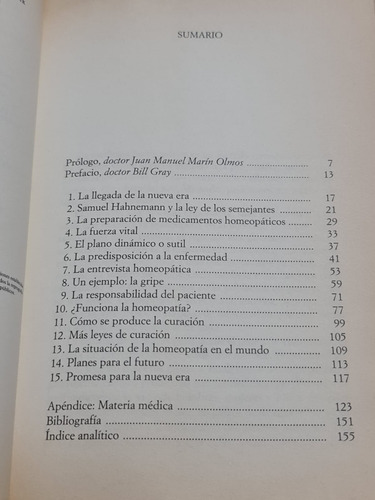 SUMARIO
Prólogo, doctor Juan Manuel Marín Olmos 7
Prefacio, doctor Bill Gray 13
1. La llegada de la nueva era 17
2. Samuel Hahnemann y la ley de los semejantes 21
3. La preparación de medicamentos homeopáticos 29
4. La fuerza vital 33
5. El plano dinámico o sutil 37
6. La predisposición a la enfermedad 41
7. La entrevista homeopática 53
8. Un ejemplo: la gripe 59
9. La responsabilidad del paciente 71
10. ¿Funciona la homeopatía? 77
11. Cómo se produce la curación 99
12. Más leyes de curación 105
13. La situación de la homeopatía en el mundo 109
14. Planes para el futuro 113
15. Promesa para la nueva era 117
Apéndice: Materia médica 123
Bibliografía 151
Índice analítico 155